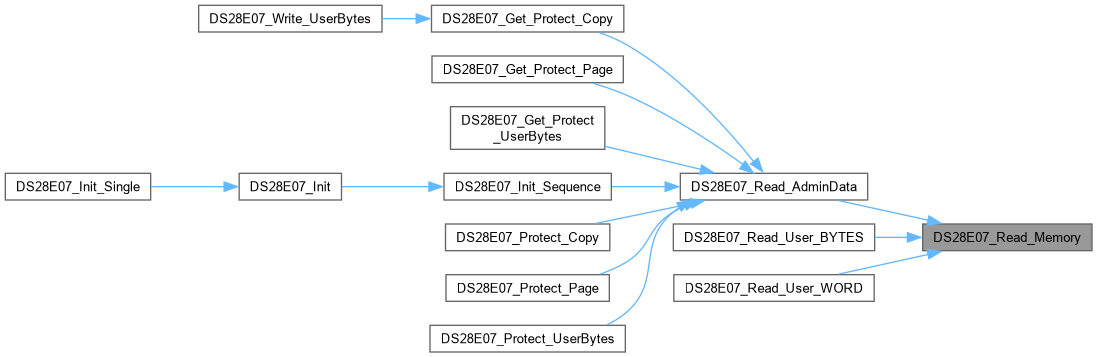 DS28E07_Write_UserBytes
DS28E07_Get_Protect_Copy
DS28E07_Get_Protect_Page
DS28E07_Get_Protect
_UserBytes
DS28E07_Init_Single
DS28E07_Init
DS28E07_Init_Sequence
DS28E07_Read_AdminData
DS28E07_Protect_Copy
DS28E07_Read_User_BYTES
DS28E07_Read_Memory
DS28E07_Protect_Page
DS28E07_Read_User_WORD
DS28E07_Protect_UserBytes